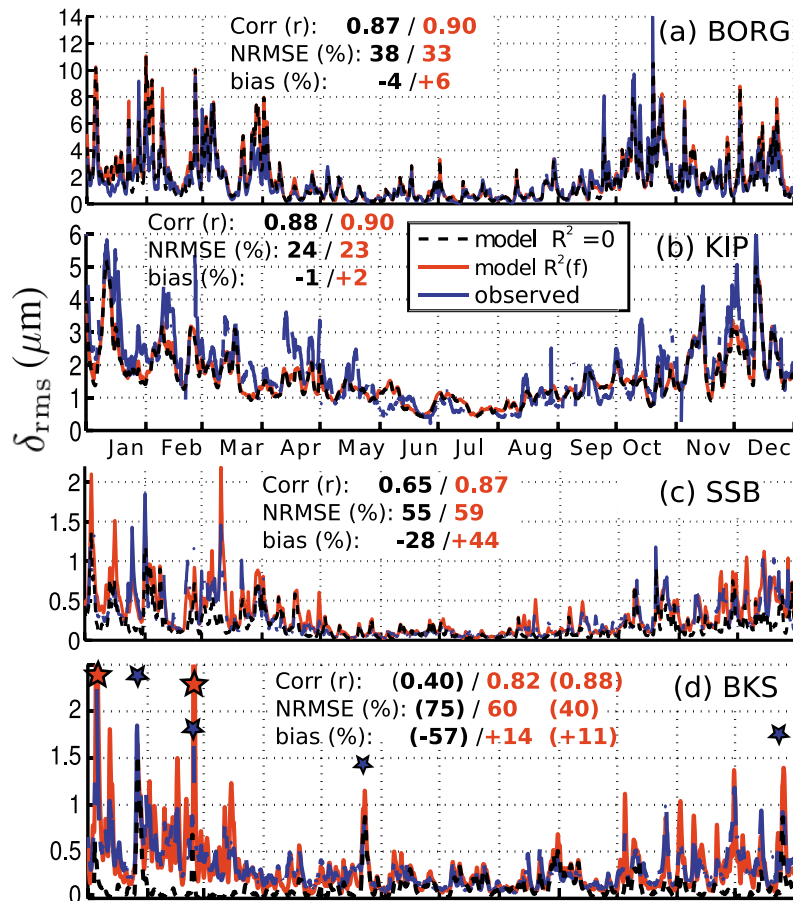 δrms (μm)
14
12
10
8
6
4
2
0
Corr (r): 0.87 / 0.90
NRMSE (%): 38 / 33
bias (%): -4 /+6
(a) BORG
6
5
4
3
2
1
0
Corr (r): 0.88 / 0.90
NRMSE (%): 24 / 23
bias (%): -1 /+2
model R² =0
model R²(f)
observed
(b) KIP
Jan Feb Mar Apr May Jun Jul Aug Sep Oct Nov Dec
2
1.5
1
0.5
0
Corr (r): 0.65 / 0.87
NRMSE (%): 55 / 59
bias (%): -28 /+44
(c) SSB
2
1.5
1
0.5
0
Corr (r): (0.40) / 0.82 (0.88)
NRMSE (%): (75) / 60 (40)
bias (%): (-57) /+14 (+11)
(d) BKS